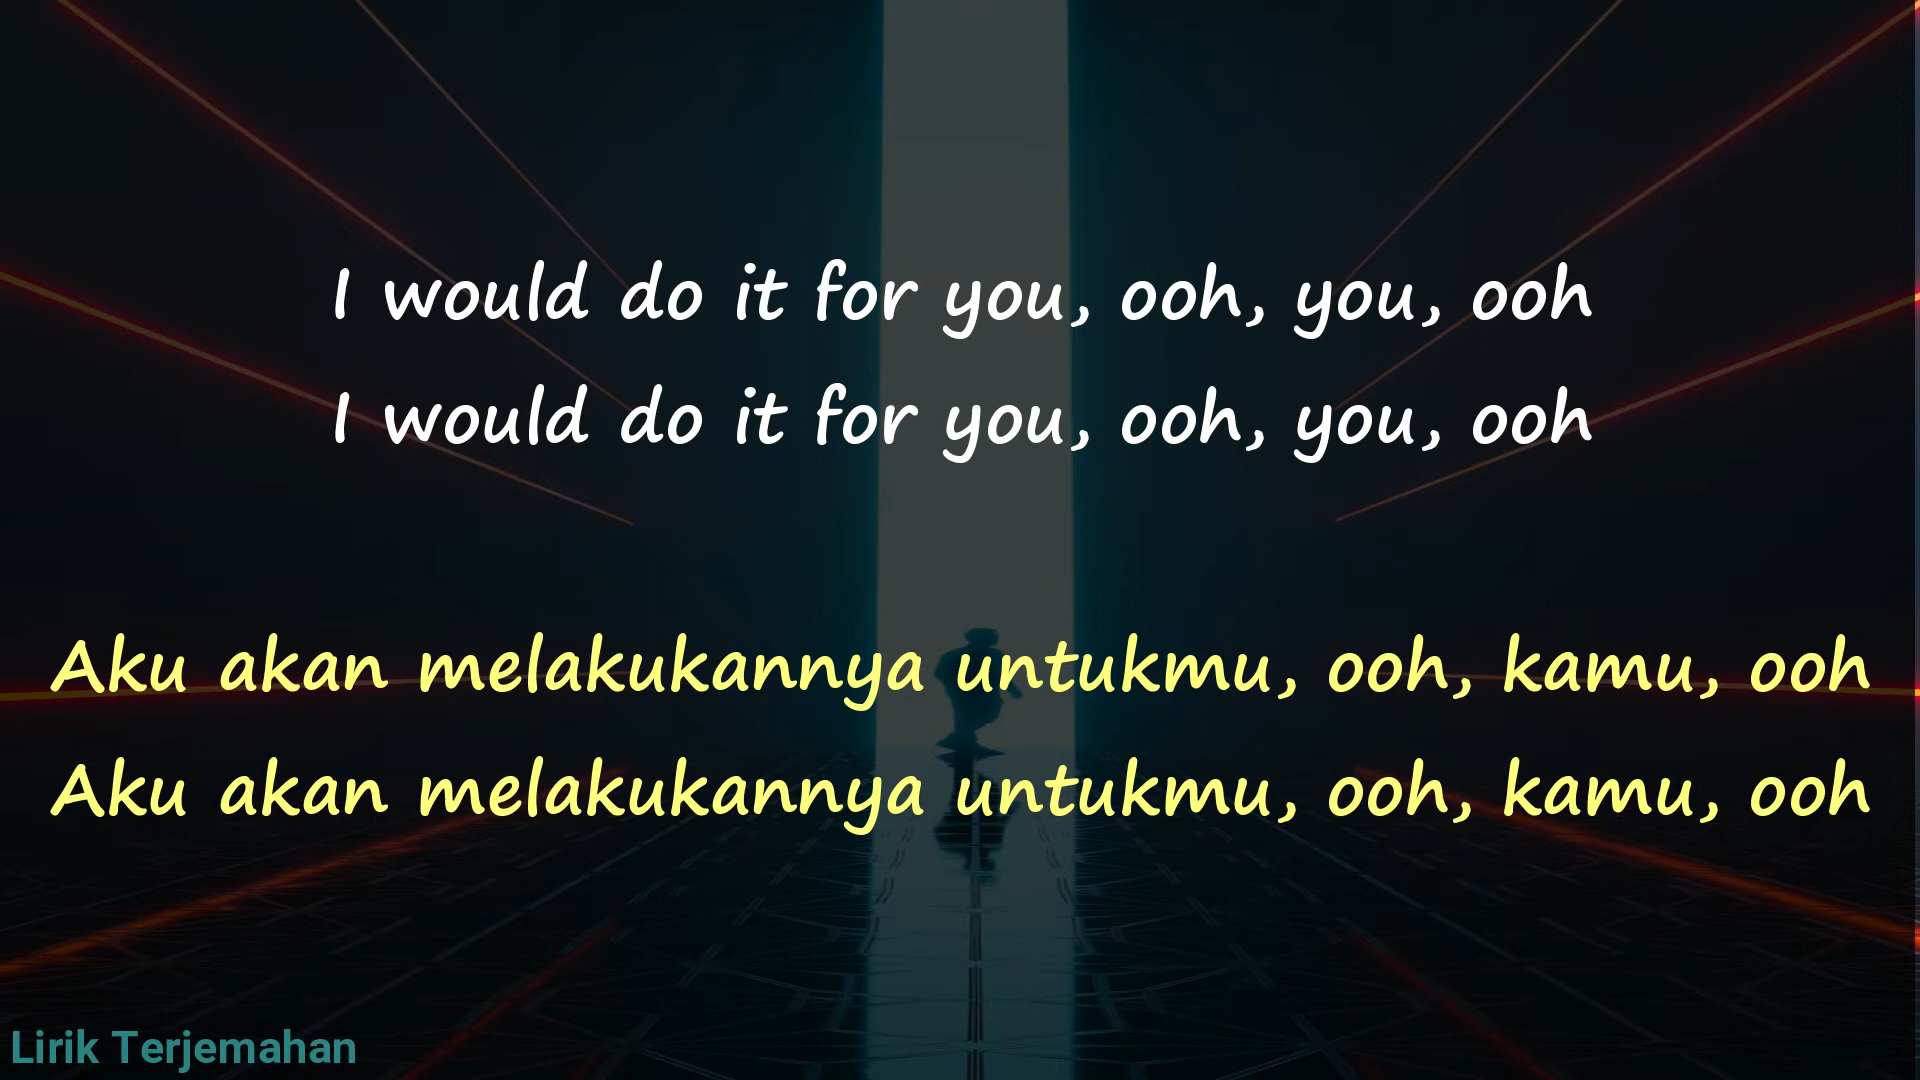 I would do it for you, ooh, you, ooh
I would do it for you, ooh, you, ooh
Aku akan melakukannya untukmu, ooh, kamu, ooh
Aku akan melakukannya untukmu, ooh, kamu, ooh
Lirik Terjemahan